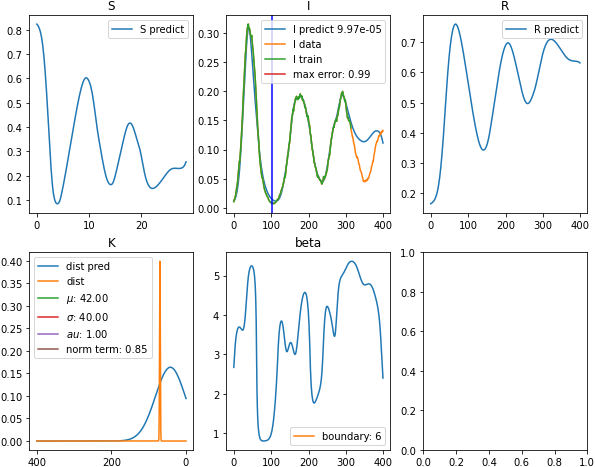 S
I
R
S predict
I predict 9.97e-05
I data
I train
max error: 0.99
R predict
0.8
0.7
0.6
0.5
0.4
0.3
0.2
0.1
0.30
0.25
0.20
0.15
0.10
0.05
0.00
0.7
0.6
0.5
0.4
0.3
0.2
0 10 20
0 100 200 300 400
0 100 200 300 400
K
beta
dist pred
dist
μ: 42.00
σ: 40.00
au: 1.00
norm term: 0.85
boundary: 6
0.40
0.35
0.30
0.25
0.20
0.15
0.10
0.05
0.00
5
4
3
2
1
1.0
0.8
0.6
0.4
0.2
0.0
400 200 0
0 100 200 300 400
0.0 0.2 0.4 0.6 0.8 1.0